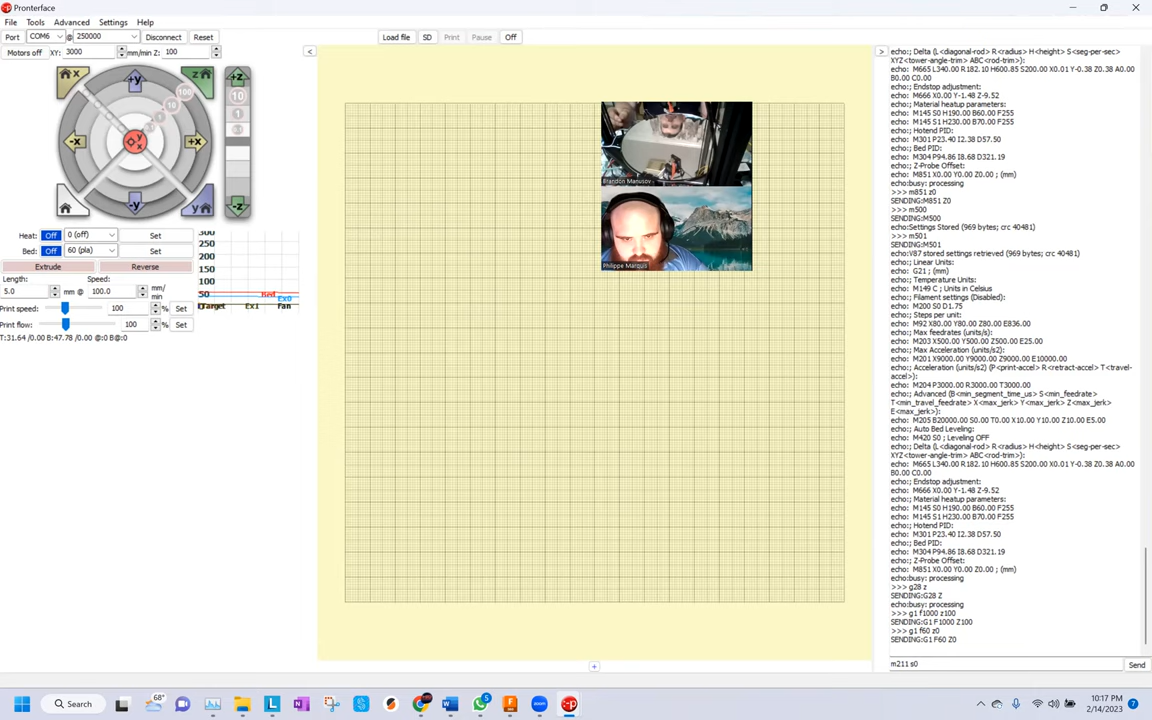 Pronterface
File Tools Advanced Settings Help
Port COM6 @ 250000 Disconnect Reset
Load file SD Print Pause Off
Motors off XY: 3000 mm/min Z: 100
< >
x z
+y
+z
100
10
1
0.1
10
1
0.1
-x +x
y
x
-y
y
-z
Heat: Off 0 (off) Set
Bed: Off 60 (pla) Set
Extrude Reverse
Length: Speed:
5.0 mm @ 100.0 mm/
min
Print speed: 100 % Set
Print flow: 100 % Set
T:31.64 /0.00 B:47.78 /0.00 @:0 B@:0
300
250
200
150
100
50 Bed Ex0
Target Ex1 Fan
Brandon Manusov
Philippe Marquis
+
echo:; Delta (L<diagonal-rod> R<radius> H<height> S<seg-per-sec>
XYZ<tower-angle-trim> ABC<rod-trim>):
echo:  M665 L340.00 R182.10 H600.85 S200.00 X0.01 Y-0.38 Z0.38 A0.00
B0.00 C0.00
echo:; Endstop adjustment:
echo:  M666 X0.00 Y-1.48 Z-9.52
echo:; Material heatup parameters:
echo:  M145 S0 H190.00 B60.00 F255
echo:  M145 S1 H230.00 B70.00 F255
echo:; Hotend PID:
echo:  M301 P23.40 I2.38 D57.50
echo:; Bed PID:
echo:  M304 P94.86 I8.68 D321.19
echo:; Z-Probe Offset:
echo:  M851 X0.00 Y0.00 Z0.00 ; (mm)
echo:busy: processing
>>> m851 z0
SENDING:M851 Z0
>>> m500
SENDING:M500
echo:Settings Stored (969 bytes; crc 40481)
>>> m501
SENDING:M501
echo:V87 stored settings retrieved (969 bytes; crc 40481)
echo:; Linear Units:
echo:  G21 ; (mm)
echo:; Temperature Units:
echo:  M149 C ; Units in Celsius
echo:; Filament settings (Disabled):
echo:  M200 S0 D1.75
echo:; Steps per unit:
echo:  M92 X80.00 Y80.00 Z80.00 E836.00
echo:; Max feedrates (units/s):
echo:  M203 X500.00 Y500.00 Z500.00 E25.00
echo:; Max Acceleration (units/s2):
echo:  M201 X9000.00 Y9000.00 Z9000.00 E10000.00
echo:; Acceleration (units/s2) (P<print-accel> R<retract-accel> T<travel-
accel>):
echo:  M204 P3000.00 R3000.00 T3000.00
echo:; Advanced (B<min_segment_time_us> S<min_feedrate>
T<min_travel_feedrate> X<max_jerk> Y<max_jerk> Z<max_jerk>
E<max_jerk>):
echo:  M205 B20000.00 S0.00 T0.00 X10.00 Y10.00 Z10.00 E5.00
echo:; Auto Bed Leveling:
echo:  M420 S0 ; Leveling OFF
echo:; Delta (L<diagonal-rod> R<radius> H<height> S<seg-per-sec>
XYZ<tower-angle-trim> ABC<rod-trim>):
echo:  M665 L340.00 R182.10 H600.85 S200.00 X0.01 Y-0.38 Z0.38 A0.00
B0.00 C0.00
echo:; Endstop adjustment:
echo:  M666 X0.00 Y-1.48 Z-9.52
echo:; Material heatup parameters:
echo:  M145 S0 H190.00 B60.00 F255
echo:  M145 S1 H230.00 B70.00 F255
echo:; Hotend PID:
echo:  M301 P23.40 I2.38 D57.50
echo:; Bed PID:
echo:  M304 P94.86 I8.68 D321.19
echo:; Z-Probe Offset:
echo:  M851 X0.00 Y0.00 Z0.00 ; (mm)
echo:busy: processing
>>> g28 z
SENDING:G28 Z
echo:busy: processing
>>> g1 f1000 z100
SENDING:G1 F1000 Z100
>>> g1 f60 z0
SENDING:G1 F60 Z0
m211 s0 Send
Search 68° 5
10:17 PM
2/14/2023